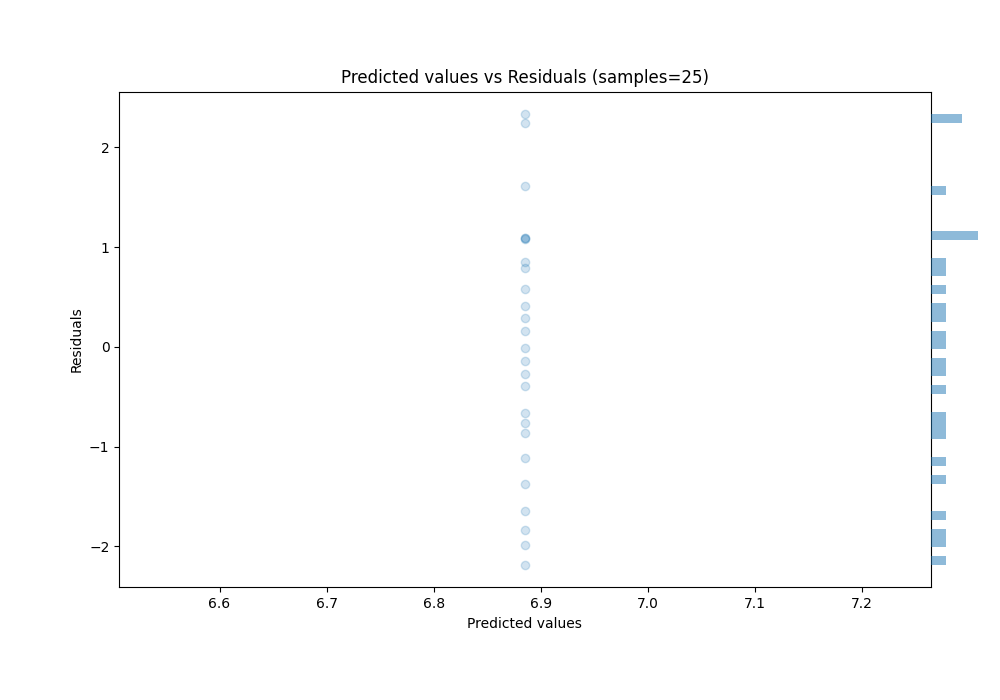 Predicted values vs Residuals (samples=25)
2
1
0
−1
−2
Residuals
6.6 6.7 6.8 6.9 7.0 7.1 7.2
Predicted values